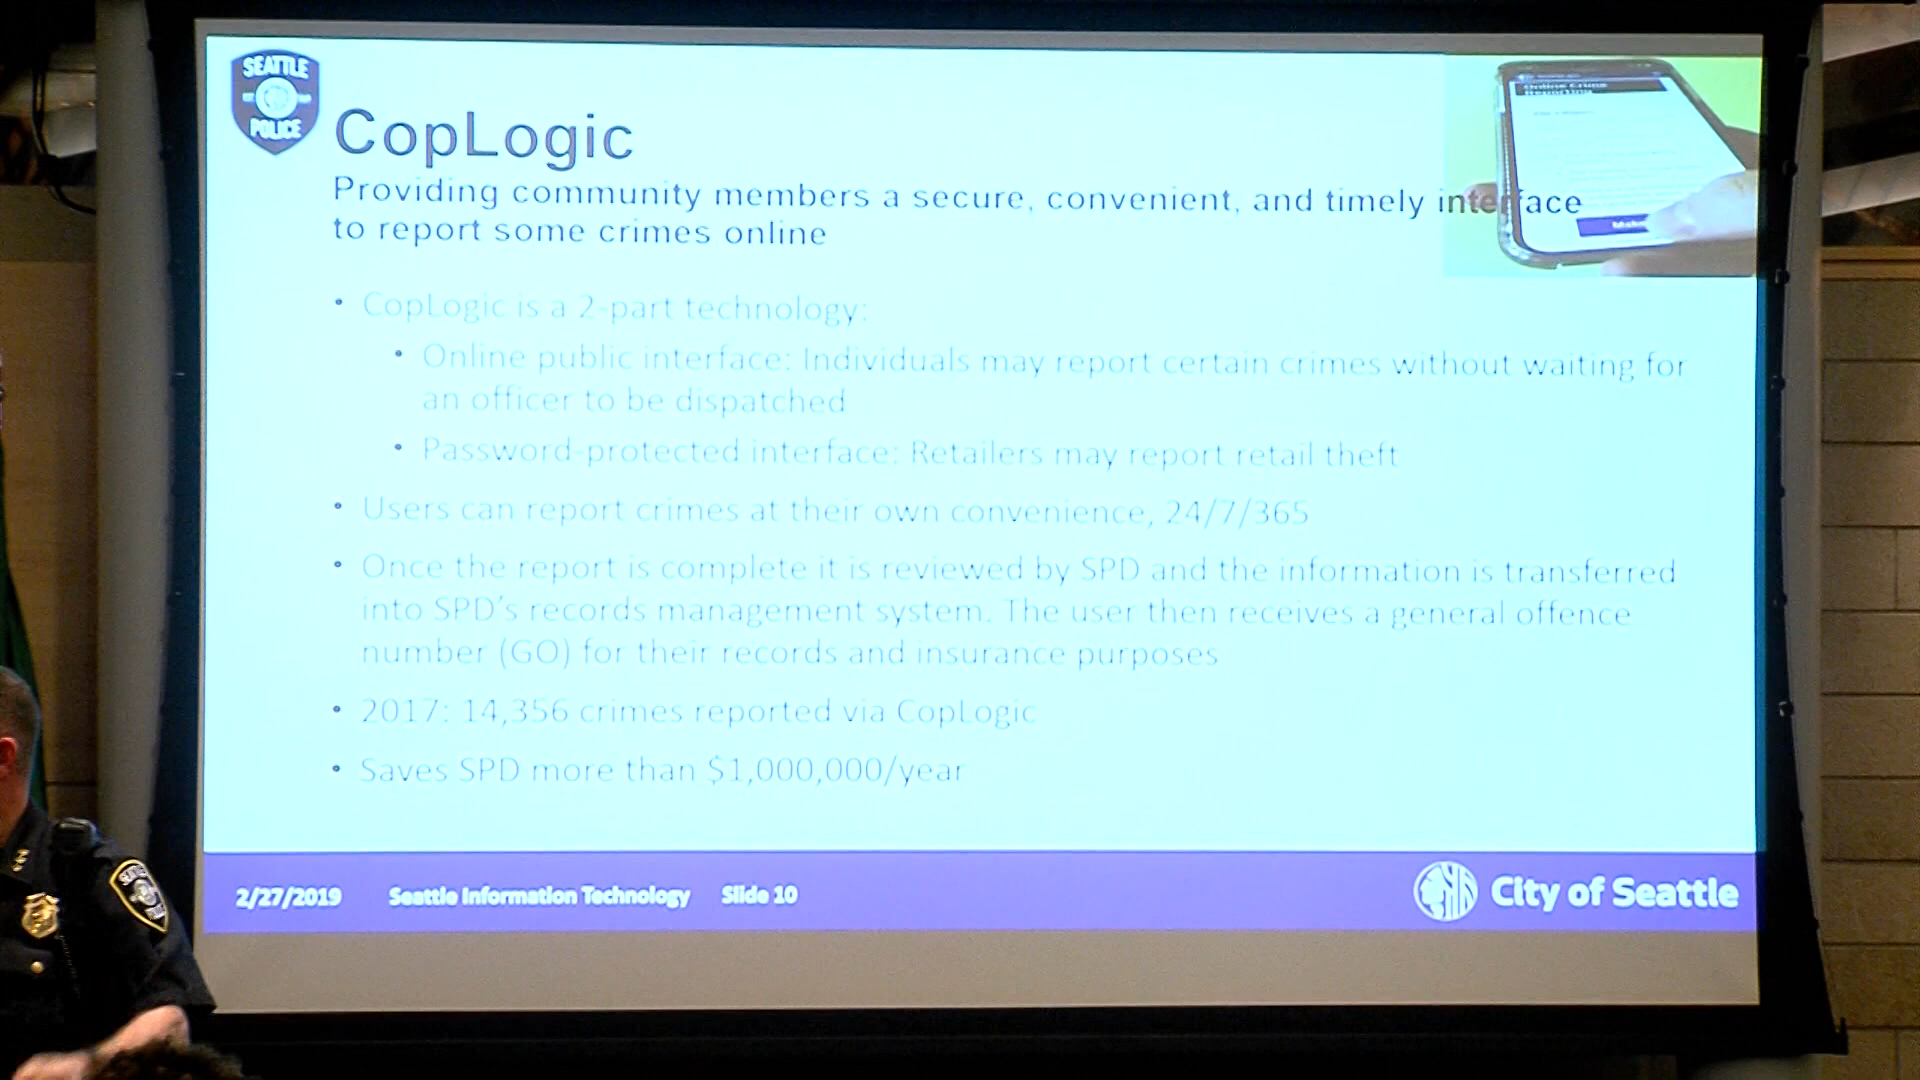 SEATTLE
POLICE
CopLogic
Providing community members a secure, convenient, and timely interface
to report some crimes online
• CopLogic is a 2-part technology:
• Online public interface: Individuals may report certain crimes without waiting for
an officer to be dispatched
• Password-protected interface: Retailers may report retail theft
• Users can report crimes at their own convenience, 24/7/365
• Once the report is complete it is reviewed by SPD and the information is transferred
into SPD's records management system. The user then receives a general offence
number (GO) for their records and insurance purposes
• 2017: 14,356 crimes reported via CopLogic
• Saves SPD more than $1,000,000/year
2/27/2019 Seattle Information Technology Slide 10
City of Seattle
SEATTLE
POLICE